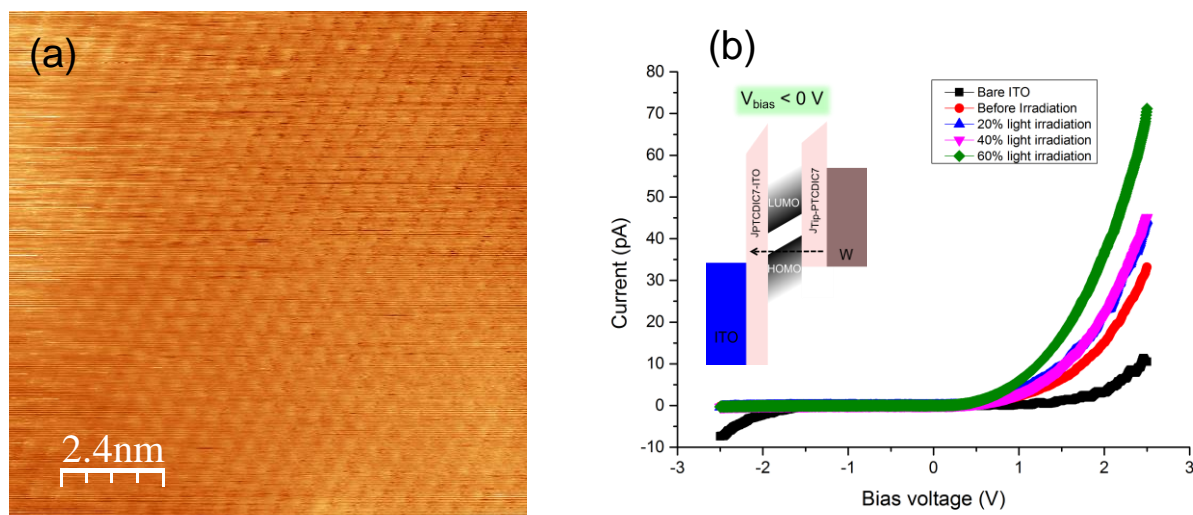 (a)
2.4nm
(b)
80
70
60
50
40
30
20
10
0
-10
Current (pA)
-3
-2
-1
0
1
2
3
Bias voltage (V)
Vbias < 0 V
JPTCDIC7-ITO
LUMO
HOMO
JTip-PTCDIC7
W
ITO
Bare ITO
Before Irradiation
20% light irradiation
40% light irradiation
60% light irradiation